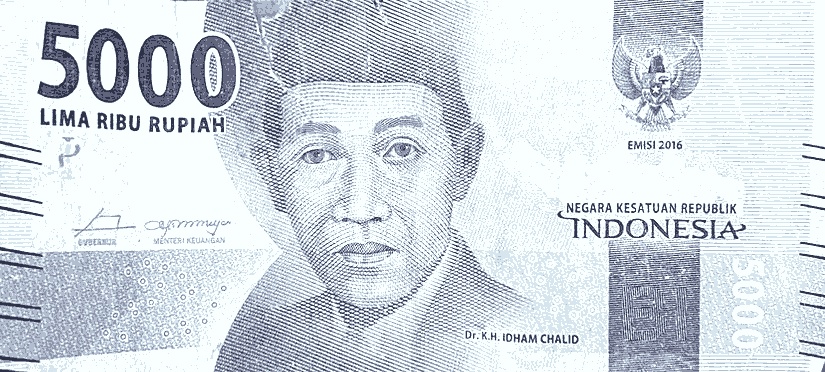 5000
LIMA RIBU RUPIAH
EMISI 2016
NEGARA KESATUAN REPUBLIK
INDONESIA
GUBERNUR
MENTERI KEUANGAN
5000
Dr. K.H. IDHAM CHALID